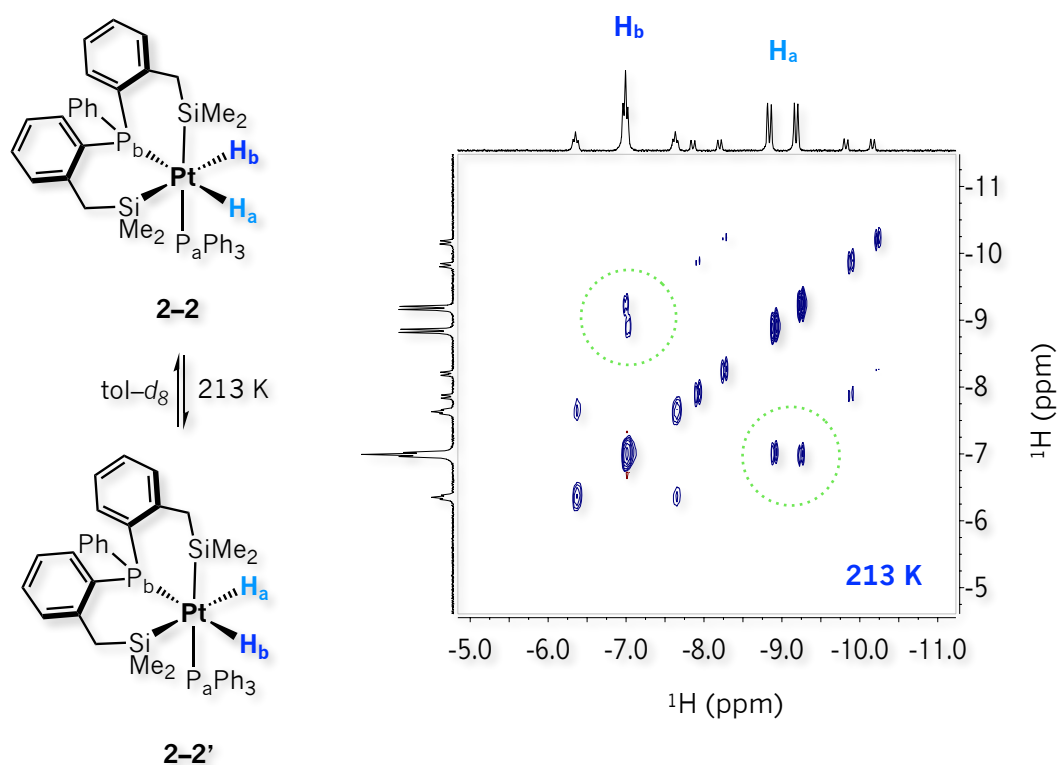 Ph
SiMe2
Pb
Hb
Pt
Ha
Si
Me2
PaPh3
2–2
tol–d8
213 K
Ph
SiMe2
Pb
Ha
Pt
Hb
Si
Me2
PaPh3
2–2'
Hb
Ha
-11
-10
-9
-8
-7
-6
-5
1H (ppm)
213 K
-5.0 -6.0 -7.0 -8.0 -9.0 -10.0 -11.0
1H (ppm)